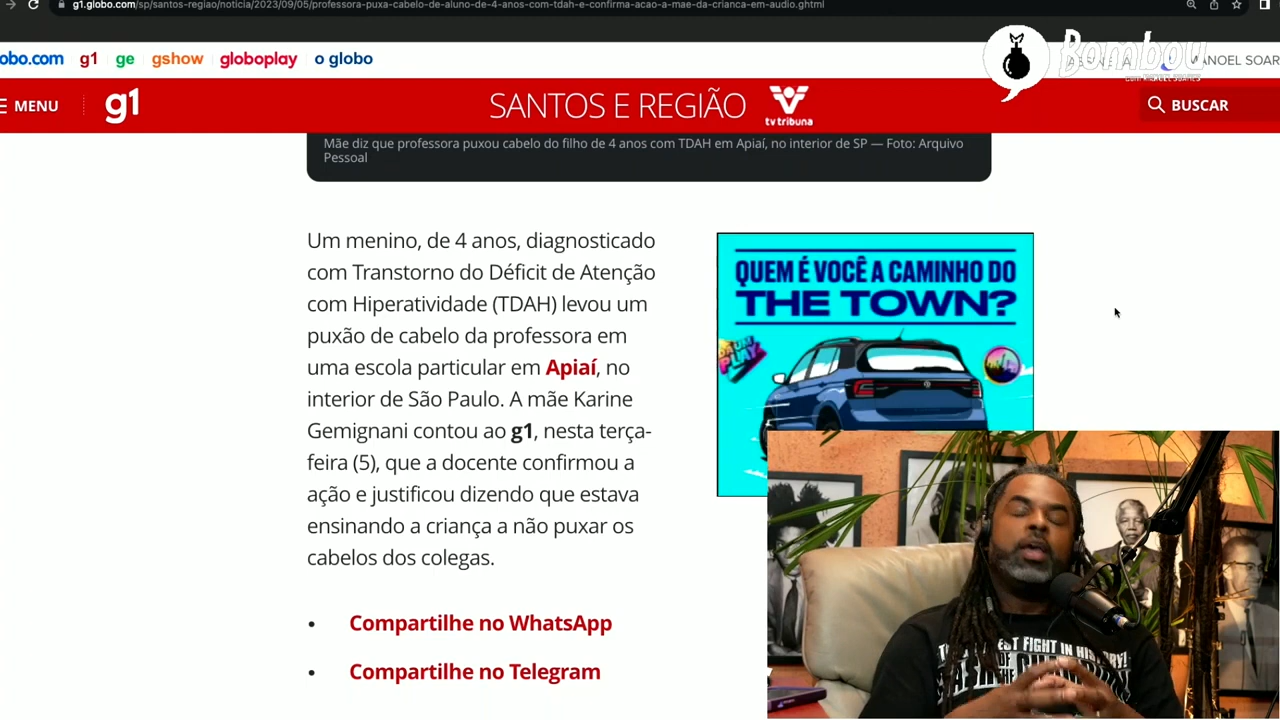 g1.globo.com/sp/santos-regiao/noticia/2023/09/05/professora-puxa-cabelo-de-aluno-de-4-anos-com-tdah-e-confirma-acao-a-mae-da-crianca-em-audio.ghtml
obo.com g1 ge gshow globoplay o globo
Bombou
MANOEL SOAR
MENU g1 SANTOS E REGIÃO tv tribuna BUSCAR
Mãe diz que professora puxou cabelo do filho de 4 anos com TDAH em Apiaí, no interior de SP — Foto: Arquivo
Pessoal
Um menino, de 4 anos, diagnosticado
com Transtorno do Déficit de Atenção
com Hiperatividade (TDAH) levou um
puxão de cabelo da professora em
uma escola particular em Apiaí, no
interior de São Paulo. A mãe Karine
Gemignani contou ao g1, nesta terça-
feira (5), que a docente confirmou a
ação e justificou dizendo que estava
ensinando a criança a não puxar os
cabelos dos colegas.
• Compartilhe no WhatsApp
• Compartilhe no Telegram
QUEM É VOCÊ A CAMINHO DO
THE TOWN?
EST FIGHT IN HISTORY!